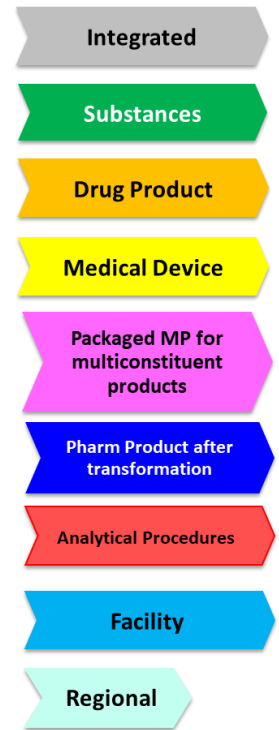 Integrated
Substances
Drug Product
Medical Device
Packaged MP for
multiconstituent
products
Pharm Product after
transformation
Analytical Procedures
Facility
Regional